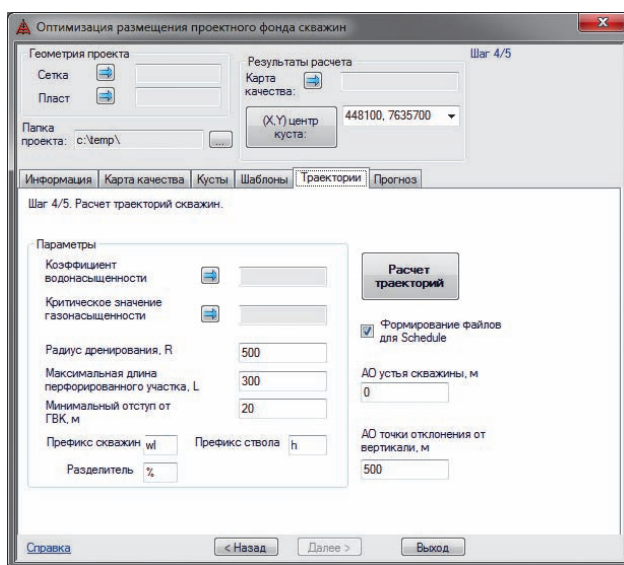 Оптимизация размещения проектного фонда скважин
Шаг 4/5
Геометрия проекта
Сетка
Пласт
Папка
проекта: c:\temp\ ...
Результаты расчета
Карта
качества:
(X,Y) центр
куста:
448100, 7635700
Информация Карта качества Кусты Шаблоны Траектории Прогноз
Шаг 4/5. Расчет траекторий скважин.
Параметры
Коэффициент
водонасыщенности
Критическое значение
газонасыщенности
Радиус дренирования, R 500
Максимальная длина
перфорированного участка, L 300
Минимальный отступ от
ГВК, м 20
Префикс скважин wl Префикс ствола h
Разделитель %
Расчет
траекторий
Формирование файлов
для Schedule
АО устья скважины, м
0
АО точки отклонения от
вертикали, м
500
Справка < Назад Далее > Выход